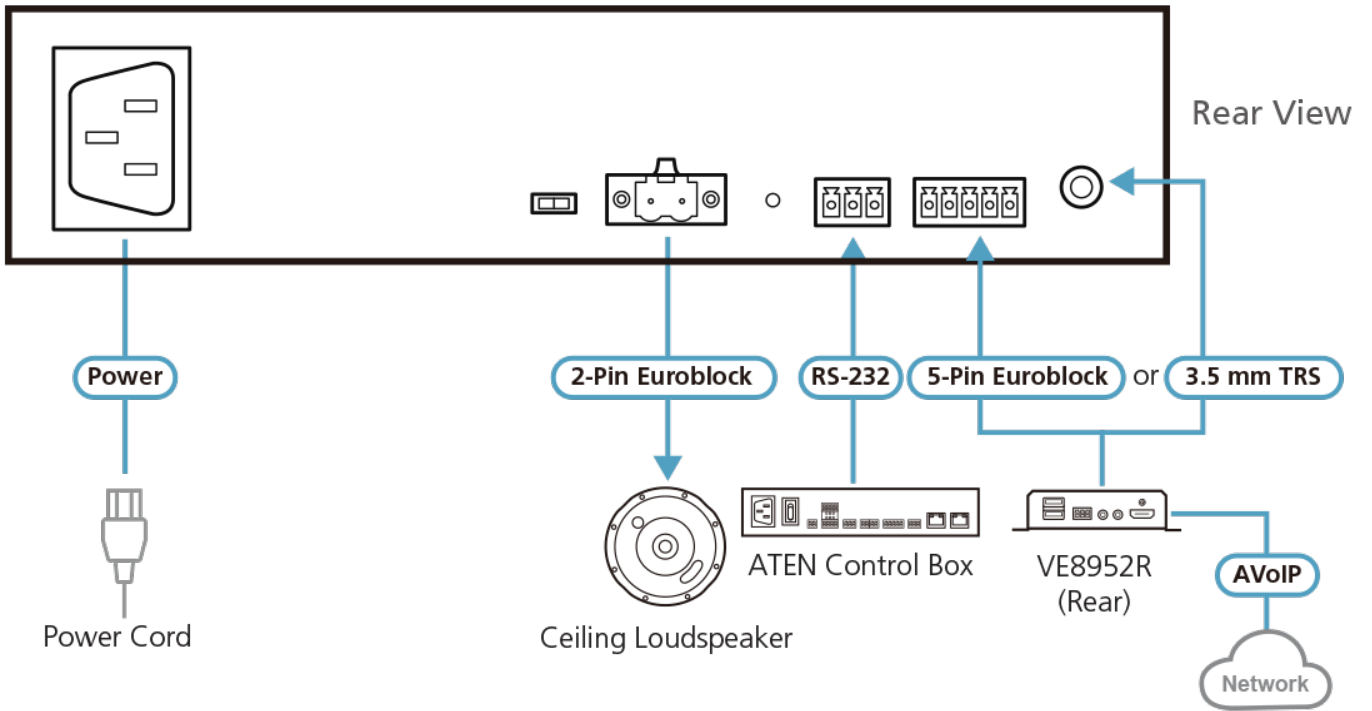 Rear View
Power
2-Pin Euroblock
RS-232
5-Pin Euroblock
or
3.5 mm TRS
ATEN Control Box
VE8952R
(Rear)
AVoIP
Power Cord
Ceiling Loudspeaker
Network